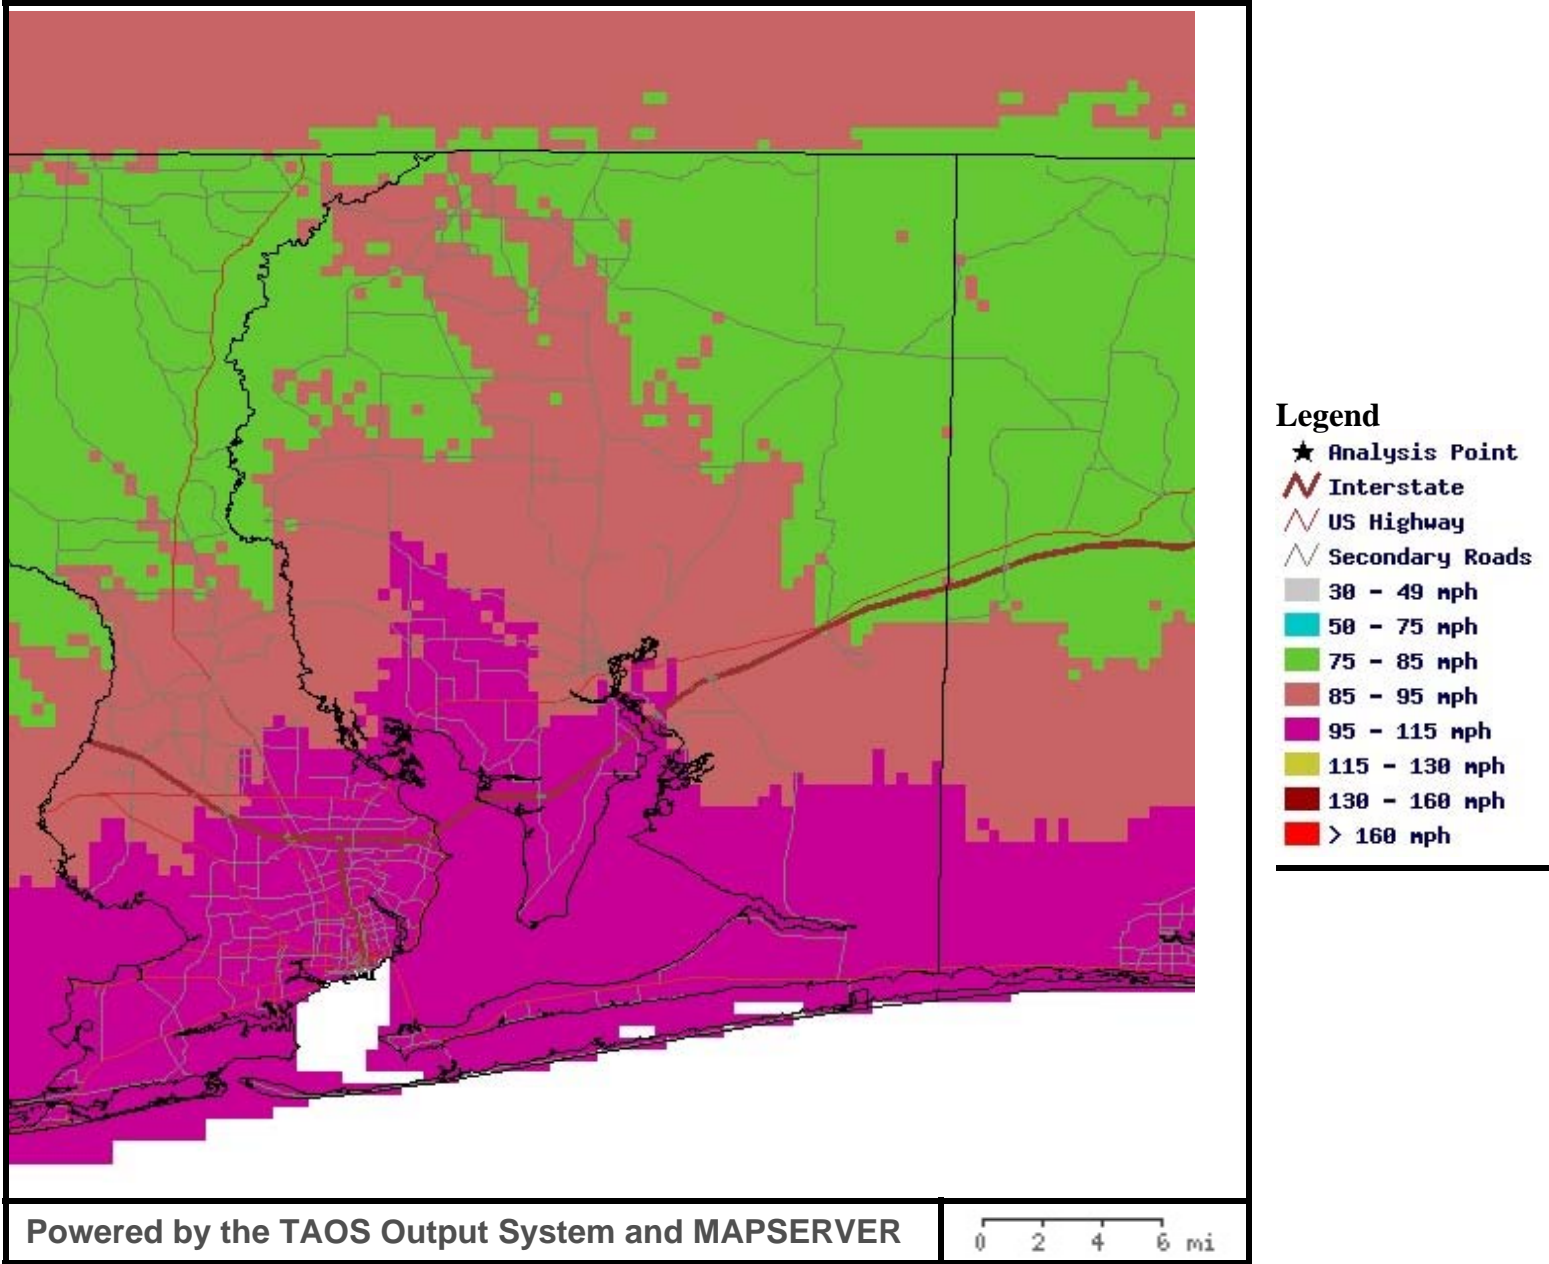 Legend
Analysis Point
Interstate
US Highway
Secondary Roads
30 - 49 mph
50 - 75 mph
75 - 85 mph
85 - 95 mph
95 - 115 mph
115 - 130 mph
130 - 160 mph
> 160 mph
Powered by the TAOS Output System and MAPSERVER
0 2 4 6 mi